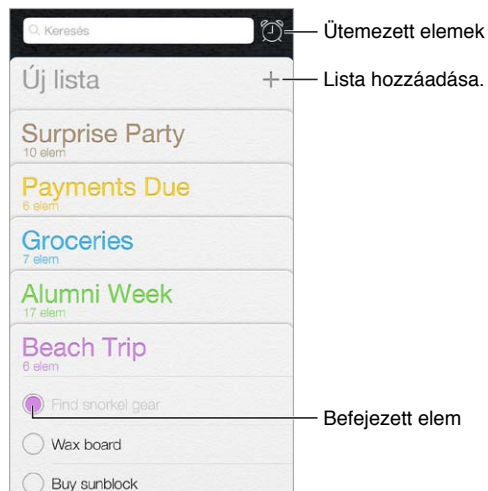 Keresés
Ütemezett elemek
Új lista
Lista hozzáadása.
Surprise Party
10 elem
Payments Due
6 elem
Groceries
7 elem
Alumni Week
17 elem
Beach Trip
6 elem
Find snorkel gear
Befejezett elem
Wax board
Buy sunblock